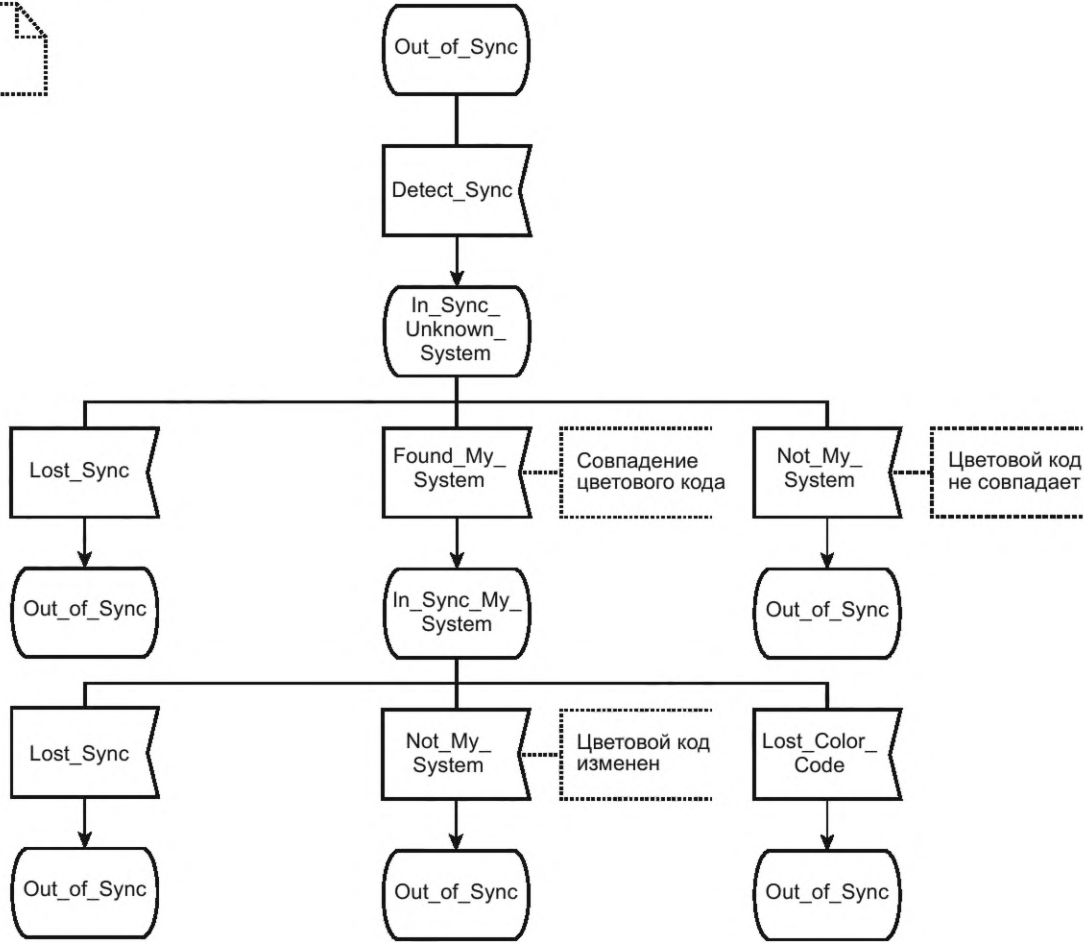 Out_of_Sync
Detect_Sync
In_Sync_
Unknown_
System
Lost_Sync
Found_My_
System
Совпадение
цветового кода
Not_My_
System
Цветовой код
не совпадает
Out_of_Sync
In_Sync_My_
System
Out_of_Sync
Lost_Sync
Not_My_
System
Цветовой код
изменен
Lost_Color_
Code
Out_of_Sync
Out_of_Sync
Out_of_Sync